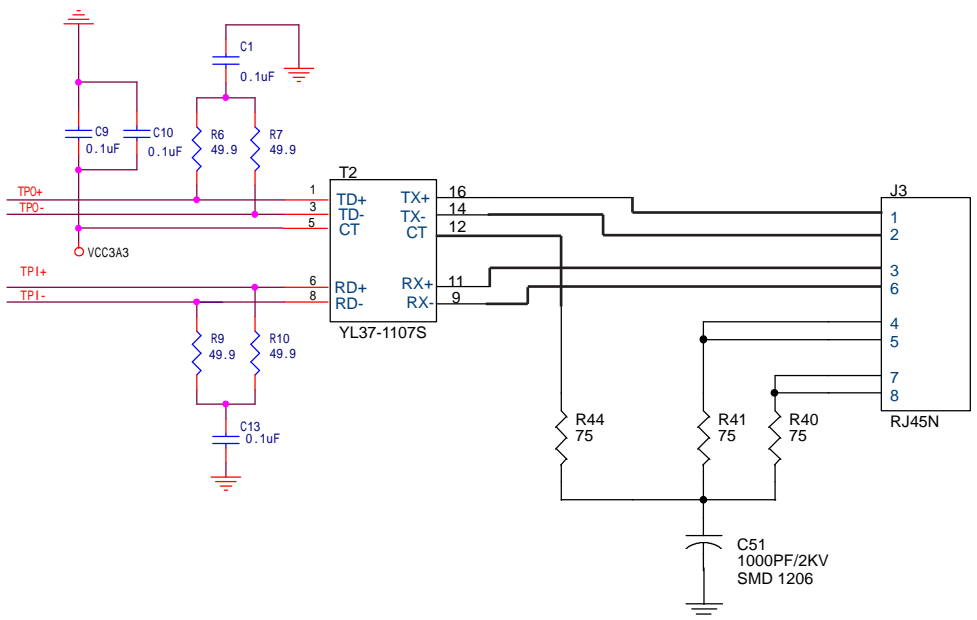 C1
0.1uF
C9
0.1uF
C10
0.1uF
R6
49.9
R7
49.9
TPO+
TPO-
VCC3A3
TPI+
TPI-
1
3
5
6
8
T2
TD+
TD-
CT
RD+
RD-
TX+
TX-
CT
RX+
RX-
YL37-1107S
16
14
12
11
9
J3
1
2
3
6
4
5
7
8
RJ45N
R9
49.9
R10
49.9
C13
0.1uF
R44
75
R41
75
R40
75
C51
1000PF/2KV
SMD 1206